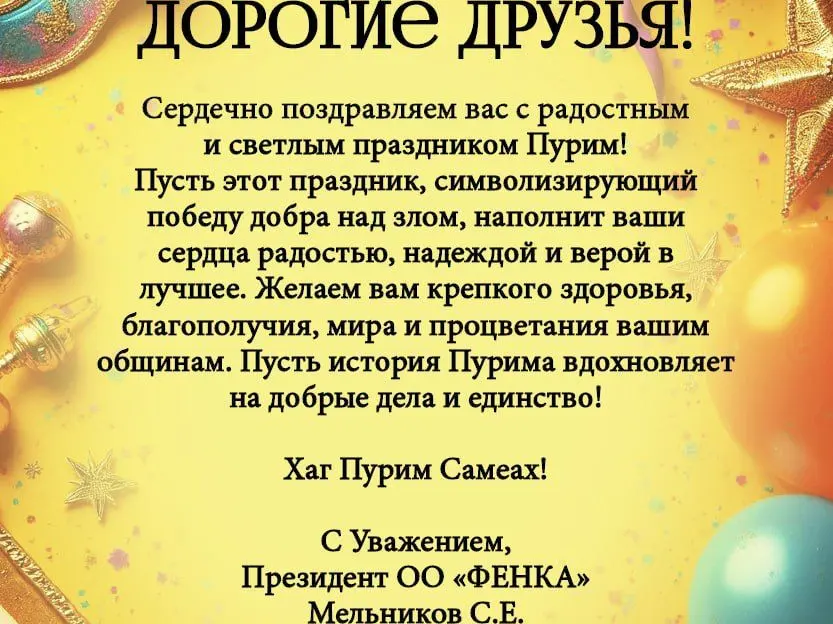 ДОРОГИЕ ДРУЗЬЯ!
Сердечно поздравляем вас с радостным
и светлым праздником Пурим!
Пусть этот праздник, символизирующий
победу добра над злом, наполнит ваши
сердца радостью, надеждой и верой в
лучшее. Желаем вам крепкого здоровья,
благополучия, мира и процветания вашим
общинам. Пусть история Пурима вдохновляет
на добрые дела и единство!
Хаг Пурим Самеах!
С Уважением,
Президент ОО «ФЕНКА»
Мельников С.Е.